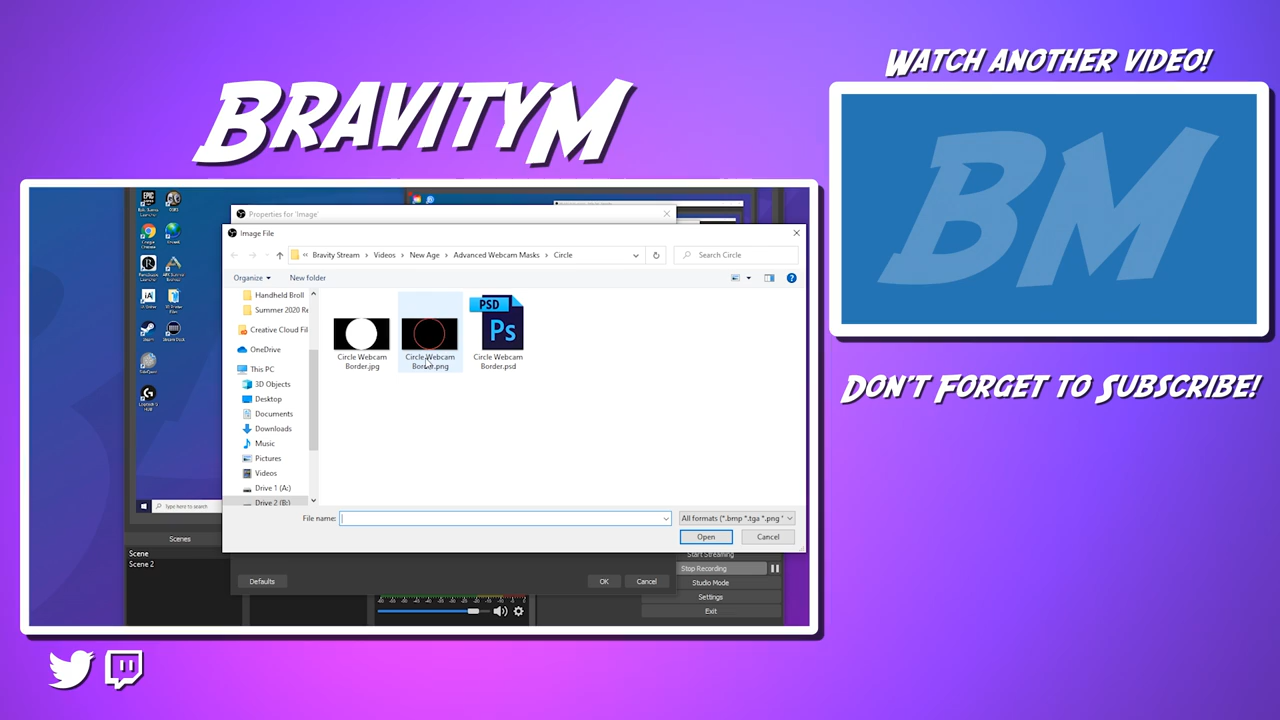 WATCH ANOTHER VIDEO!
BRAVITYM
BM
DON'T FORGET TO SUBSCRIBE!
Properties for 'Image'
Image File
« Bravity Stream > Videos > New Age > Advanced Webcam Masks > Circle
Search Circle
Organize
New folder
Handheld Broll
Summer 2020 Re
Creative Cloud Fil
OneDrive
This PC
3D Objects
Desktop
Documents
Downloads
Music
Pictures
Videos
Drive 1 (A:)
Drive 2 (B:)
Circle Webcam
Border.jpg
Circle Webcam
Border.png
PSD
Ps
Circle Webcam
Border.psd
File name:
All formats (*.bmp *.tga *.png *
Open
Cancel
Type here to search
Scenes
Scene
Scene 2
Defaults
OK
Cancel
Start Streaming
Stop Recording
Studio Mode
Settings
Exit